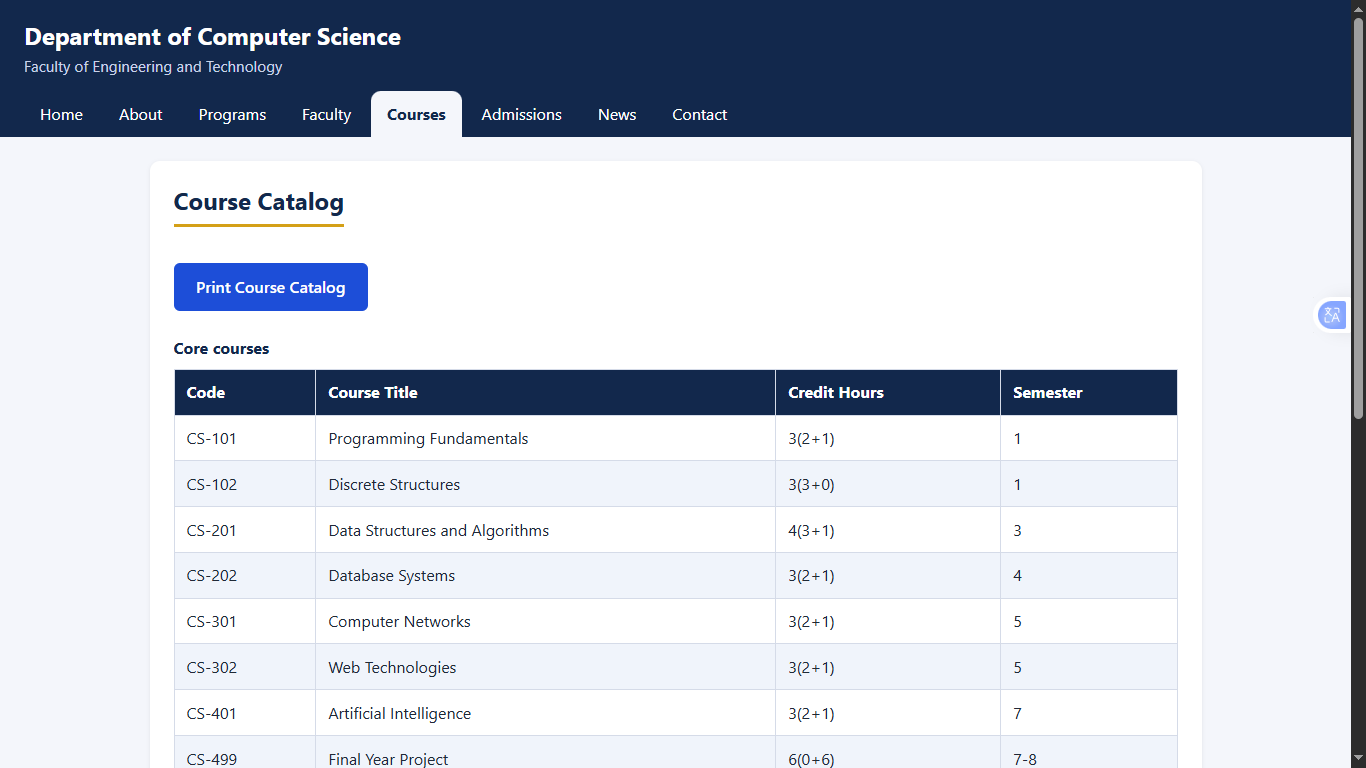 Department of Computer Science
Faculty of Engineering and Technology
Home About Programs Faculty Courses Admissions News Contact
Course Catalog
Print Course Catalog
Core courses
Code Course Title Credit Hours Semester
CS-101 Programming Fundamentals 3(2+1) 1
CS-102 Discrete Structures 3(3+0) 1
CS-201 Data Structures and Algorithms 4(3+1) 3
CS-202 Database Systems 3(2+1) 4
CS-301 Computer Networks 3(2+1) 5
CS-302 Web Technologies 3(2+1) 5
CS-401 Artificial Intelligence 3(2+1) 7
CS-499 Final Year Project 6(0+6) 7-8